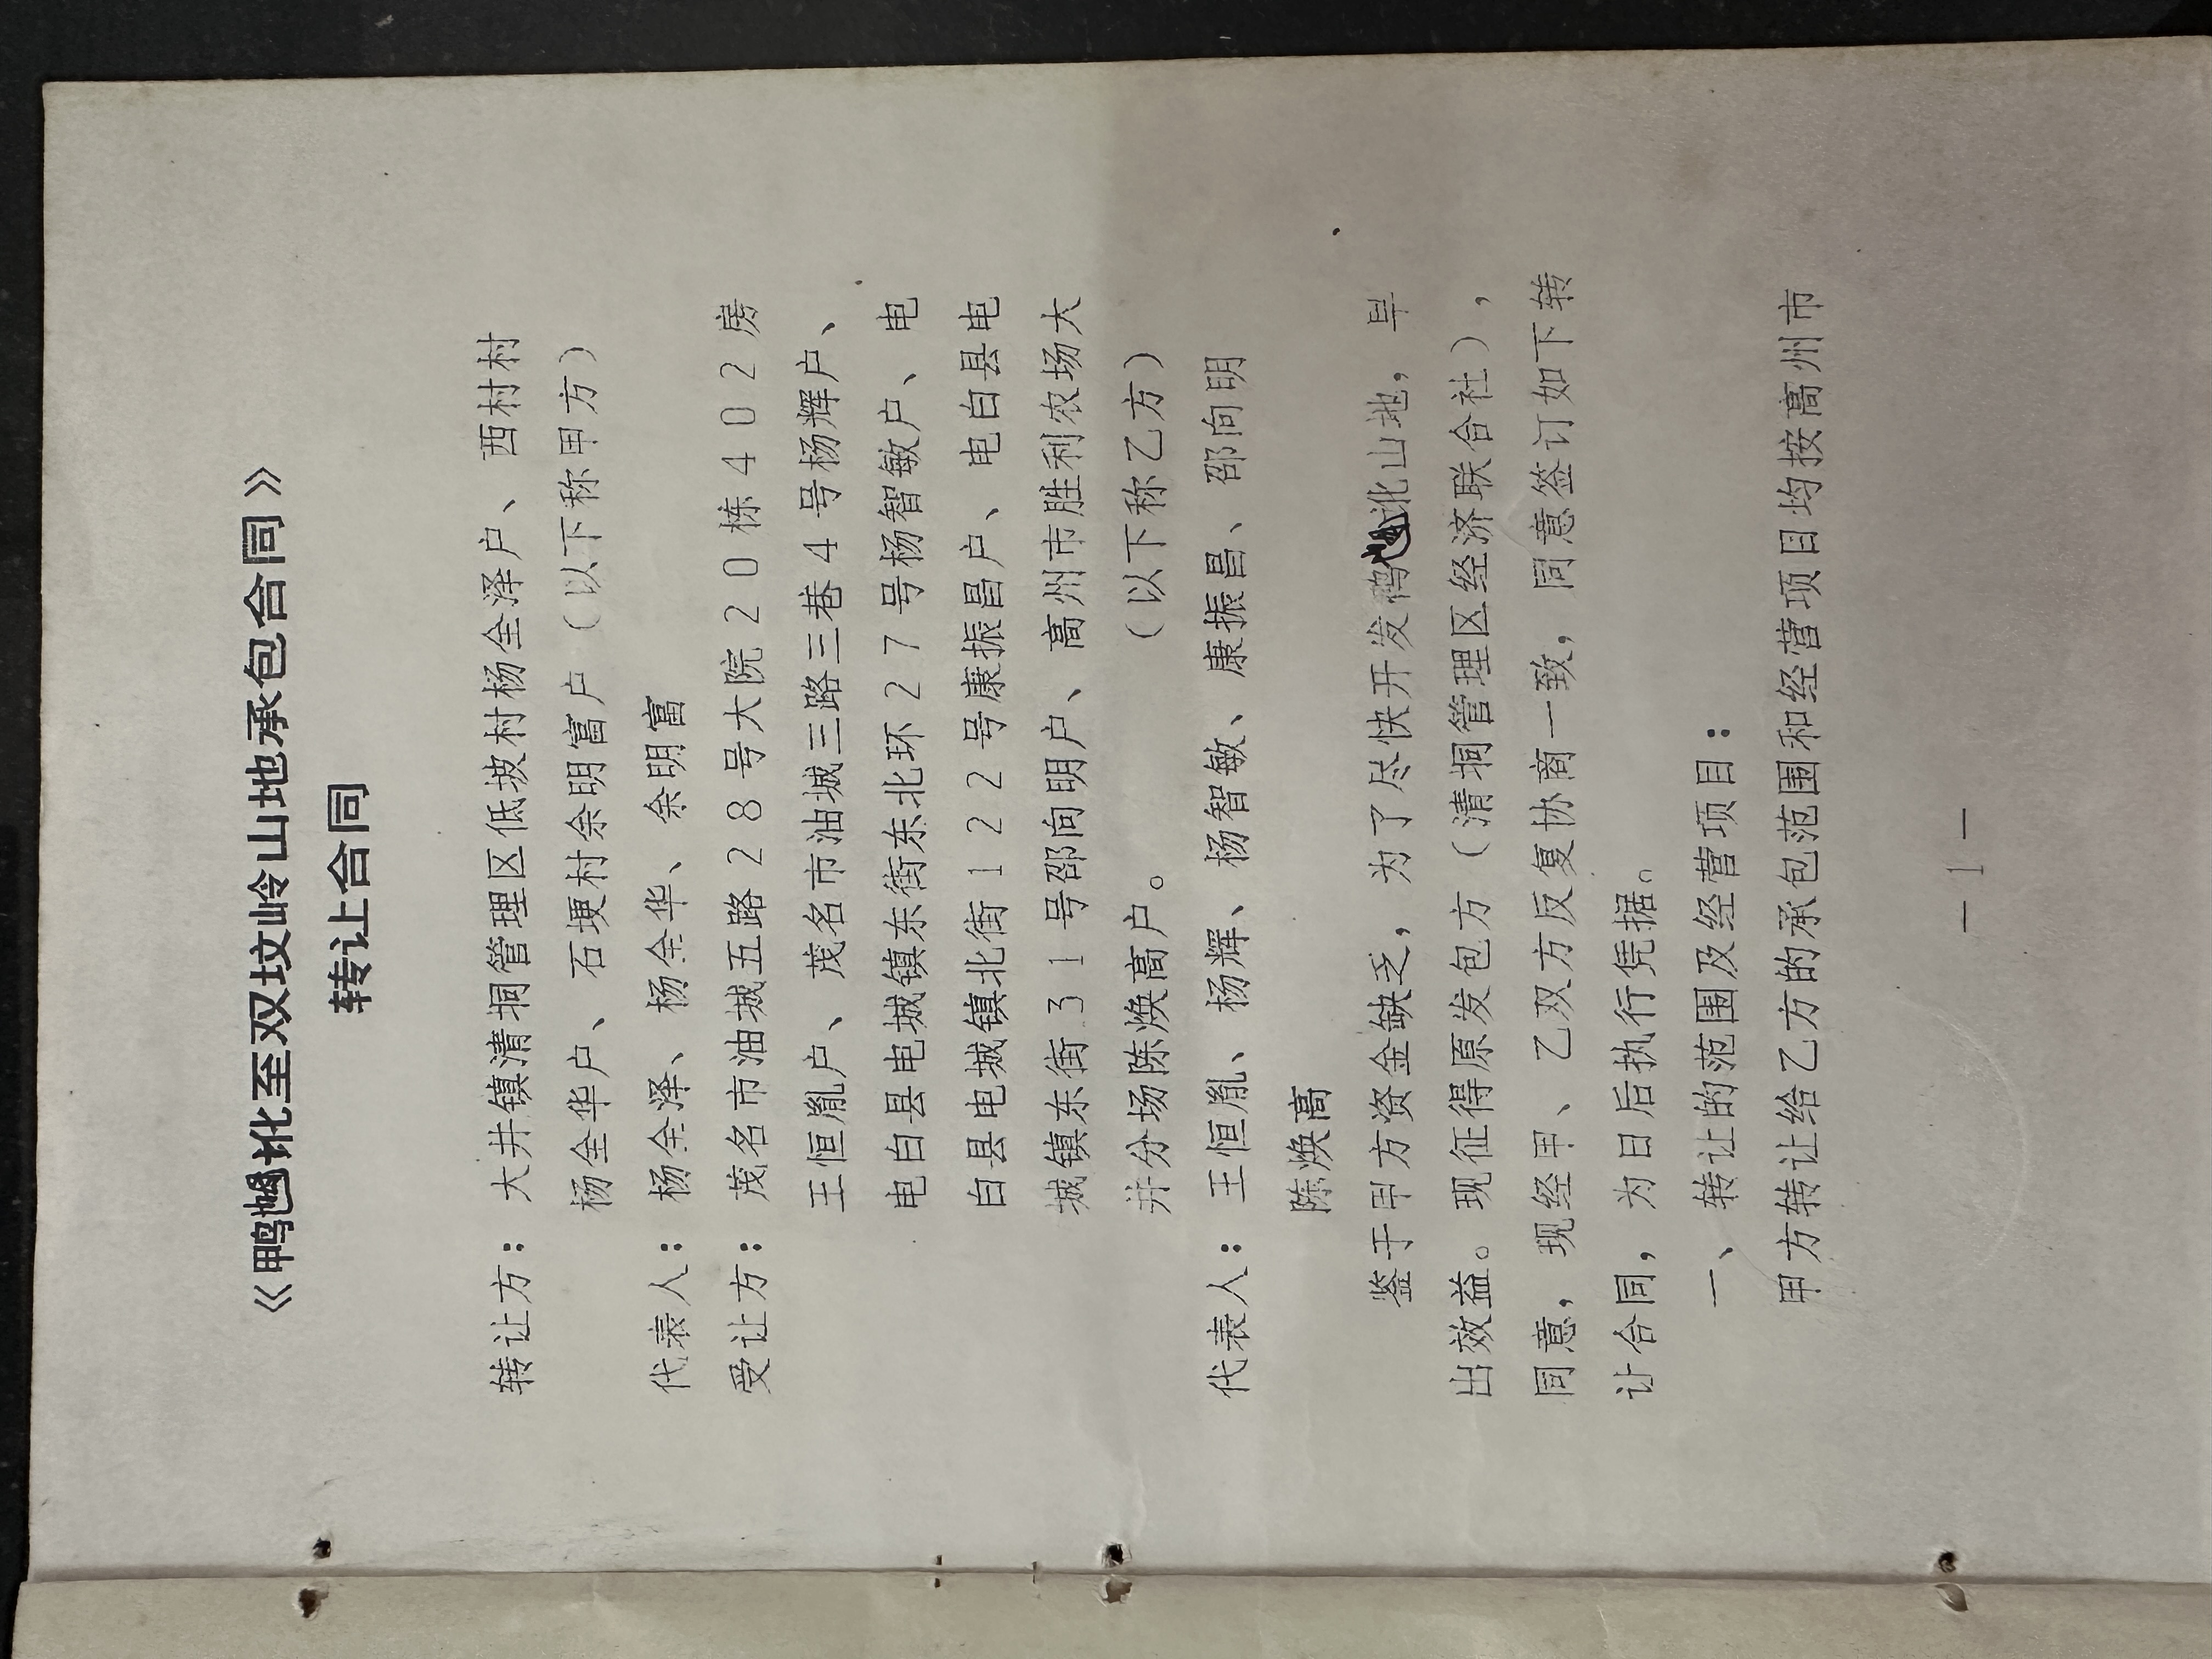 《鸭乸讹至双坟岭山地承包合同》
转让合同
转让方：大井镇清垌管理区低坡村杨全泽户、西村村
杨全华户、石埂村余明富户（以下称甲方）
代表人：杨全泽、杨全华、余明富
受让方：茂名市油城五路28号大院20栋402房
王恒胤户、茂名市油城三路三巷4号杨辉户、
电白县电城镇东街东北环27号杨智敏户、电
白县电城镇北街122号康振昌户、电白县电
城镇东街31号邵向明户、高州市胜利农场大
井分场陈焕高户。（以下称乙方）
代表人：王恒胤、杨辉、杨智敏、康振昌、邵向明
陈焕高
鉴于甲方资金缺乏，为了尽快开发鸭乸讹山地，早
出效益。现征得原发包方（清垌管理区经济联合社），
同意，现经甲、乙双方反复协商一致，同意签订如下转
让合同，为日后执行凭据。
一、转让的范围及经营项目：
甲方转让给乙方的承包范围和经营项目均按高州市
－1－